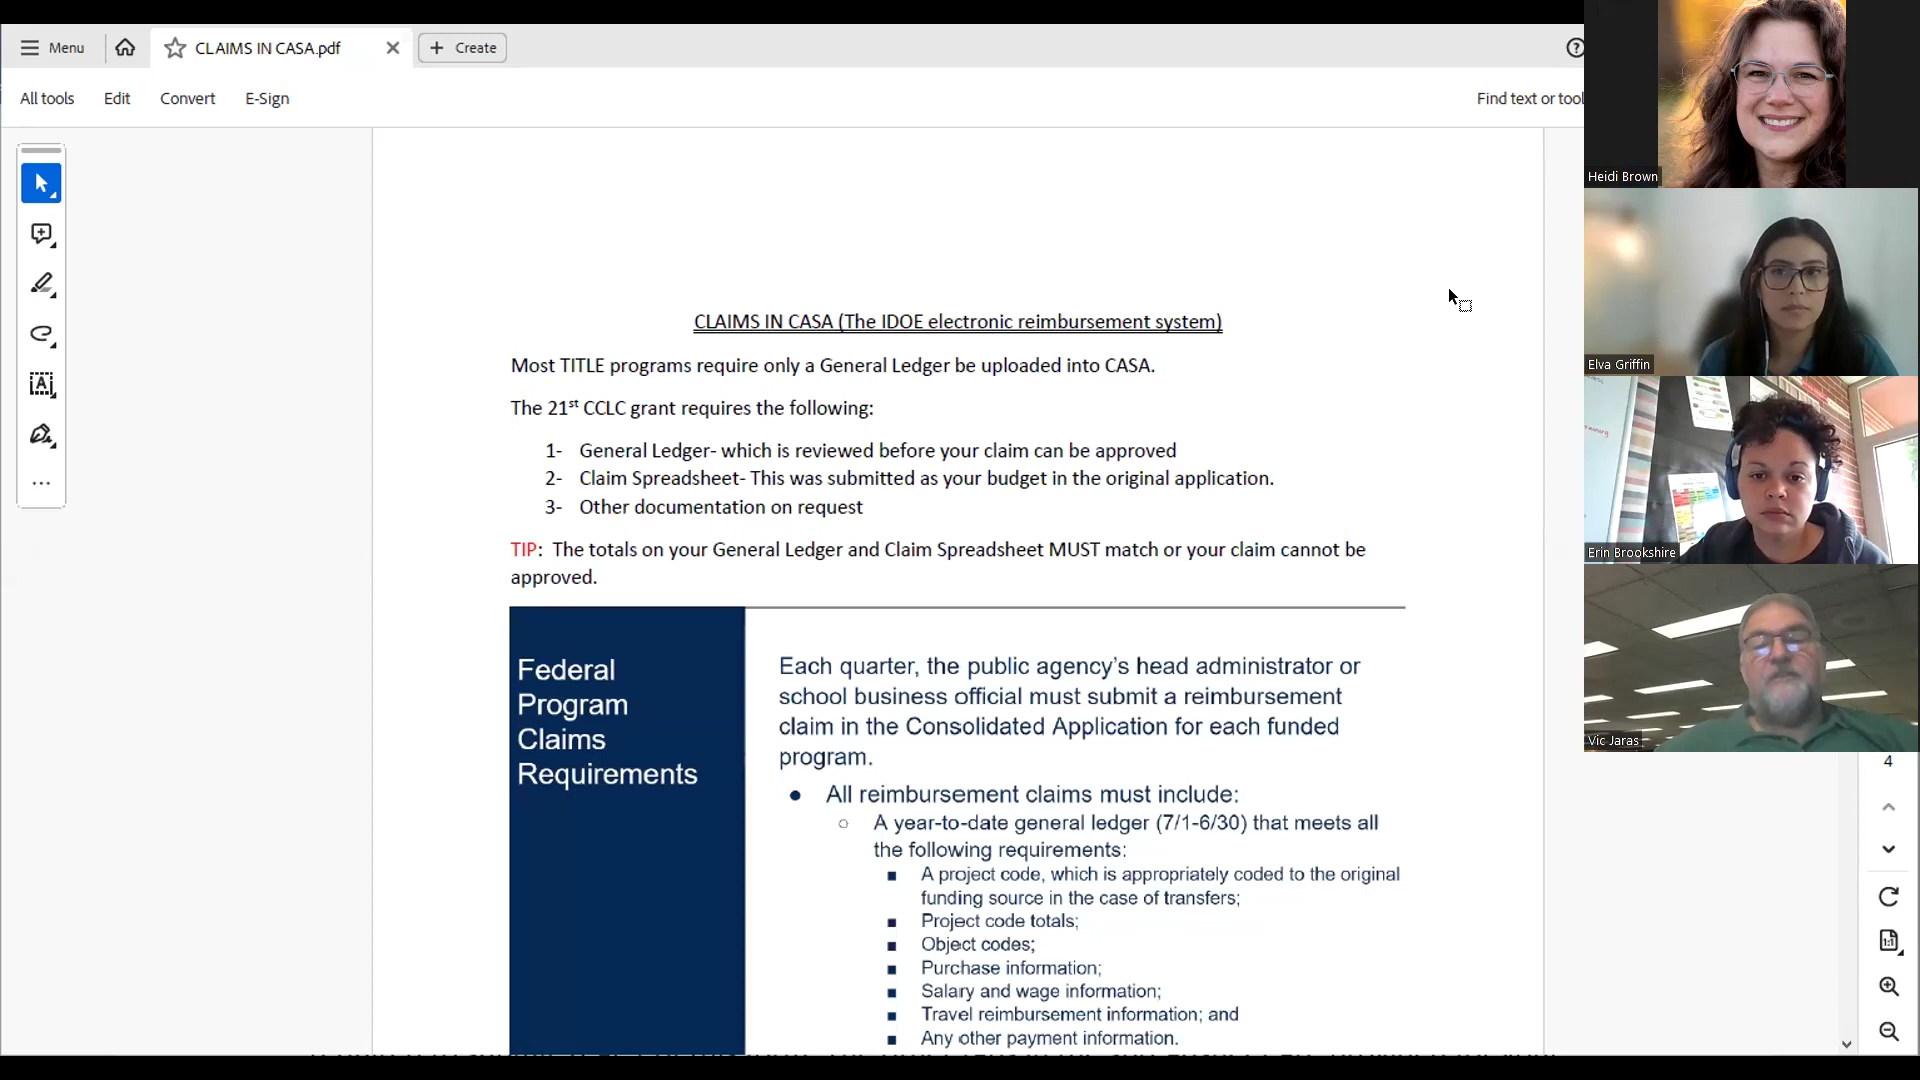 Menu
CLAIMS IN CASA.pdf
Create
All tools
Edit
Convert
E-Sign
Find text or tool
CLAIMS IN CASA (The IDOE electronic reimbursement system)
Most TITLE programs require only a General Ledger be uploaded into CASA.
The 21st CCLC grant requires the following:
1- General Ledger- which is reviewed before your claim can be approved
2- Claim Spreadsheet- This was submitted as your budget in the original application.
3- Other documentation on request
TIP: The totals on your General Ledger and Claim Spreadsheet MUST match or your claim cannot be
approved.
Federal
Program
Claims
Requirements
Each quarter, the public agency’s head administrator or
school business official must submit a reimbursement
claim in the Consolidated Application for each funded
program.
● All reimbursement claims must include:
○ A year-to-date general ledger (7/1-6/30) that meets all
the following requirements:
■ A project code, which is appropriately coded to the original
funding source in the case of transfers;
■ Project code totals;
■ Object codes;
■ Purchase information;
■ Salary and wage information;
■ Travel reimbursement information; and
■ Any other payment information.
Heidi Brown
Elva Griffin
Erin Brookshire
Vic Jaras
4
1:1